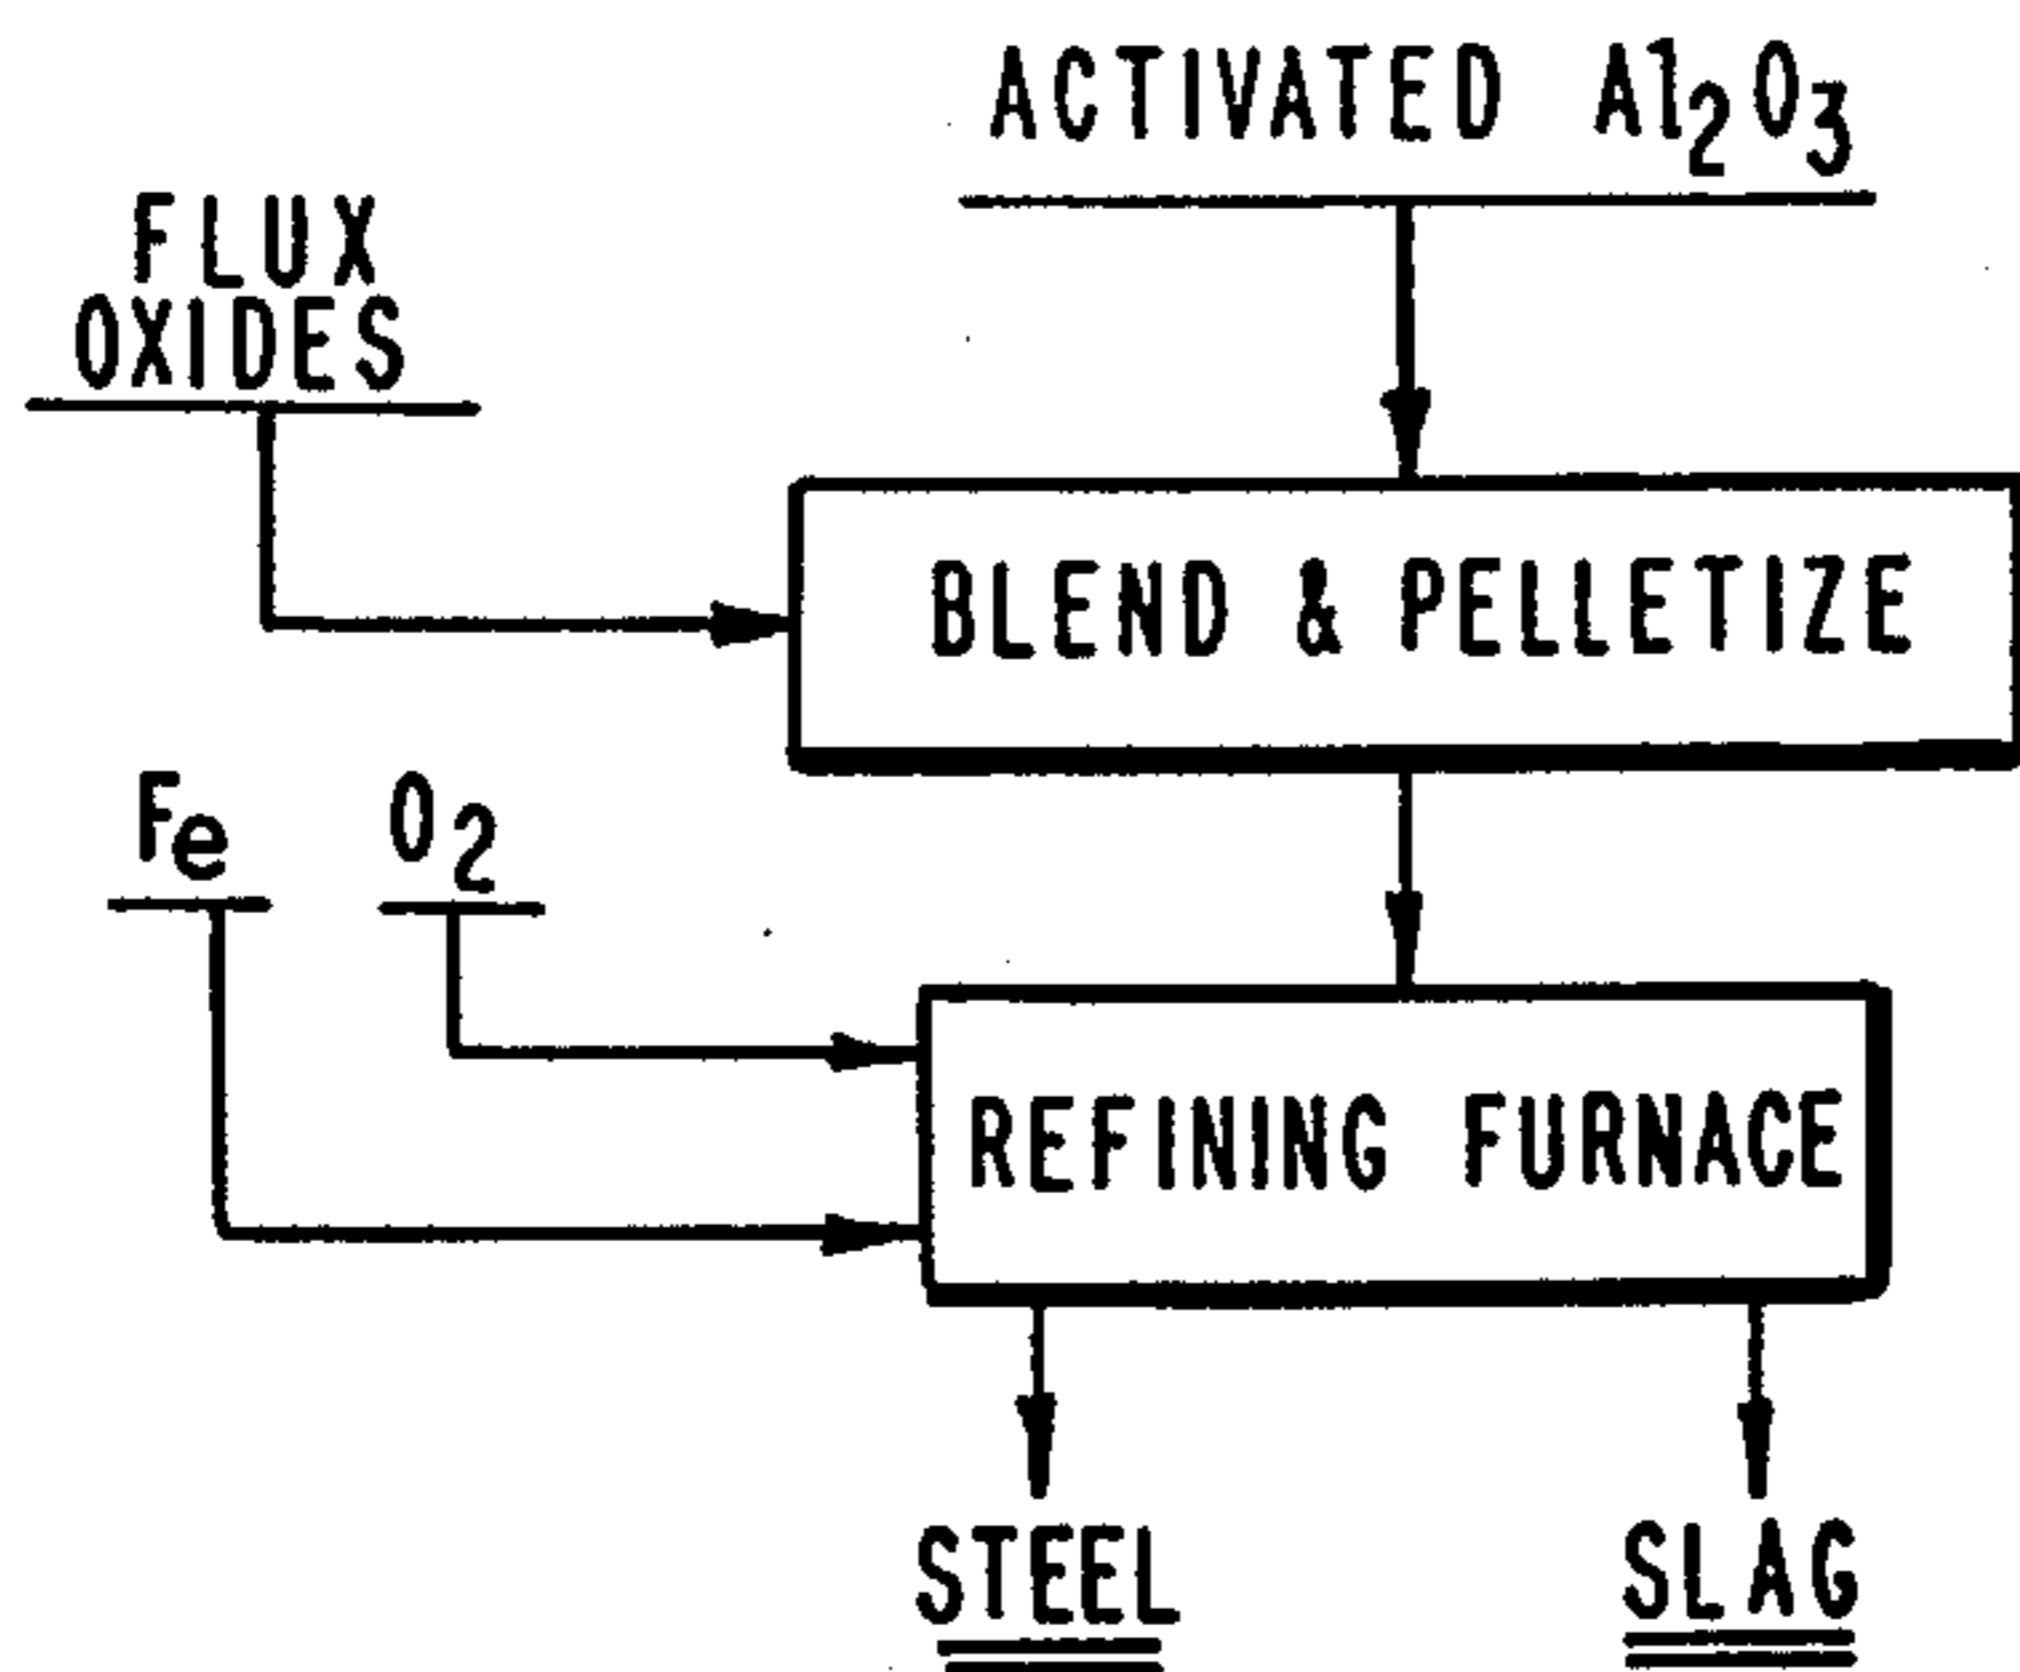 ACTIVATED Al₂O₃
FLUX
OXIDES
BLEND & PELLETIZE
Fe O₂
REFINING FURNACE
STEEL SLAG